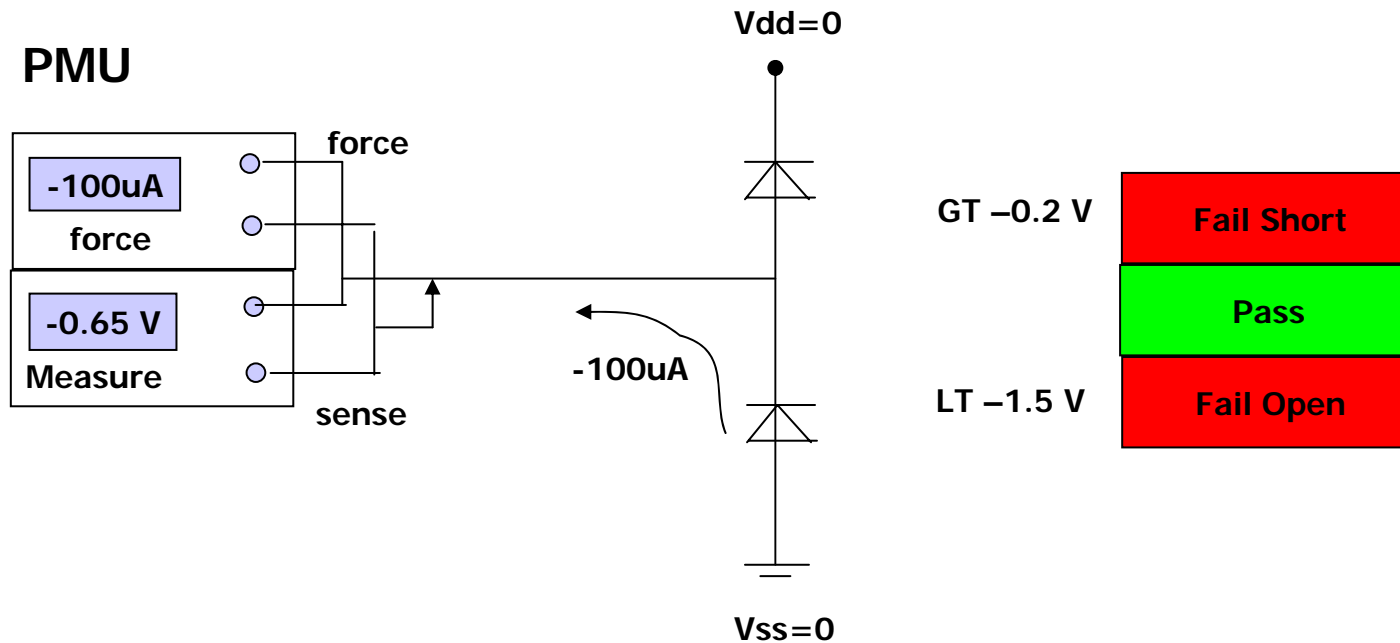 Vdd=0
PMU
force
-100uA
force
GT –0.2 V
Fail Short
-0.65 V
Pass
Measure
-100uA
sense
LT –1.5 V
Fail Open
Vss=0